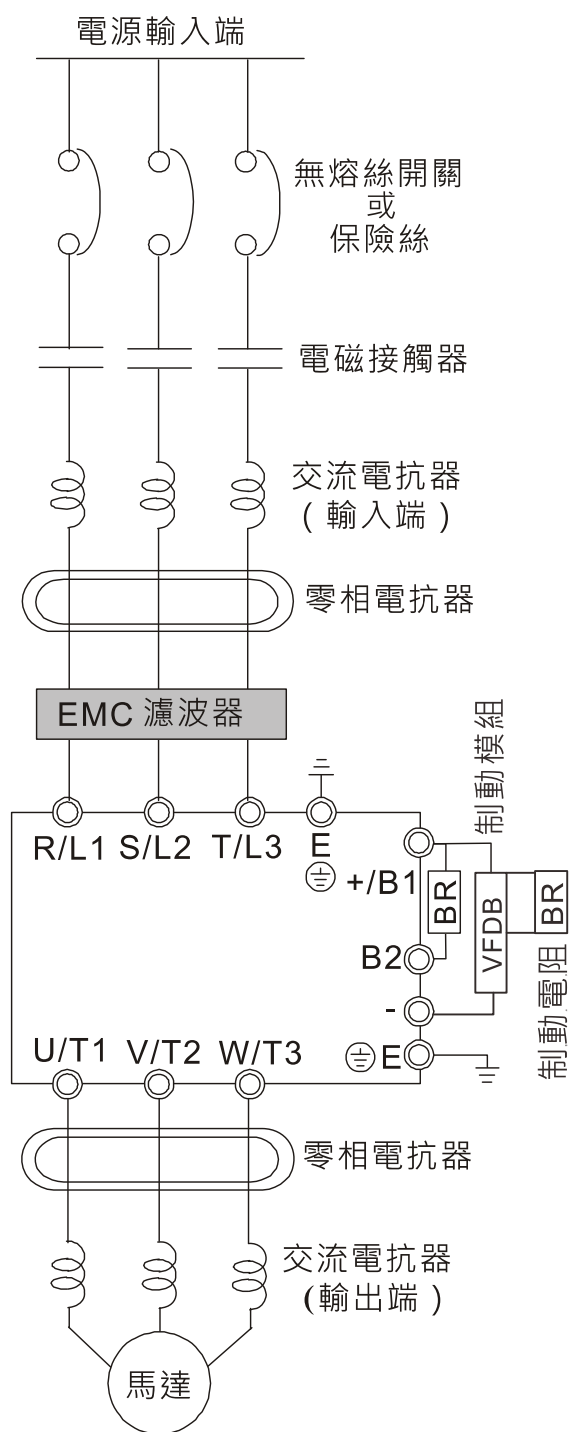 電源輸入端
無熔絲開關
或
保險絲
電磁接觸器
交流電抗器
( 輸入端 )
零相電抗器
EMC 濾波器
制動模組
R/L1 S/L2 T/L3 E
+/B1
BR
VFDB
BR
B2
-
制動電阻
U/T1 V/T2 W/T3 E
零相電抗器
交流電抗器
(輸出端 )
馬達